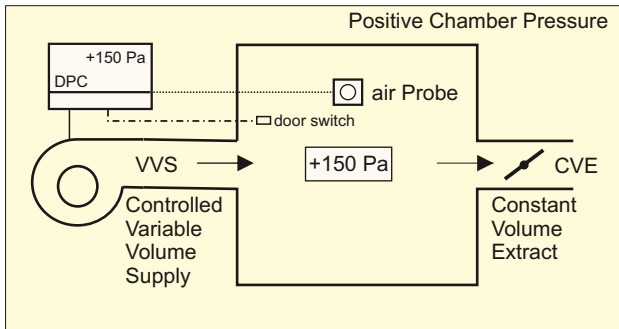 Positive Chamber Pressure
+150 Pa
DPC
air Probe
door switch
VVS
+150 Pa
CVE
Controlled
Variable
Volume
Supply
Constant
Volume
Extract